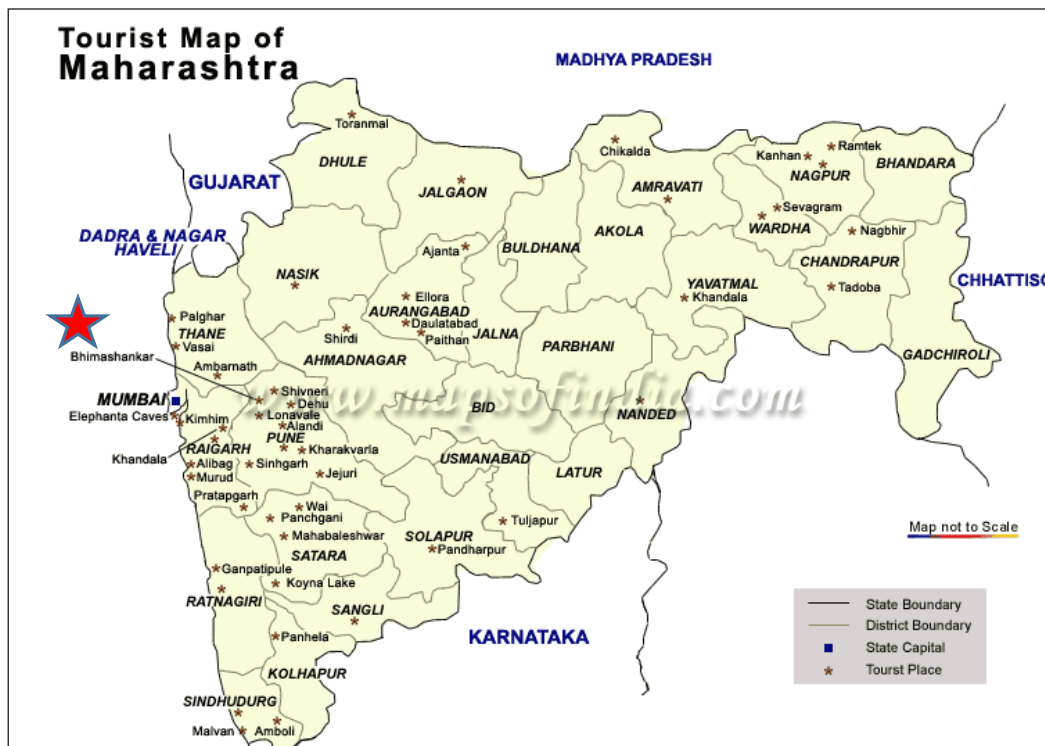 Tourist Map of
Maharashtra
MADHYA PRADESH
Toranmal
DHULE
GUJARAT
JALGAON
Chikalda
AMRAVATI
Kanhan
Ramtek
NAGPUR
BHANDARA
Sevagram
WARDHA
Nagbhir
CHANDRAPUR
DADRA & NAGAR
HAVELI
NASIK
Ajanta
BULDHANA
AKOLA
YAVATMAL
Khandala
Tadoba
CHHATTISG
Ellora
AURANGABAD
Daulatabad
Paithan
JALNA
PARBHANI
GADCHIROLI
Palghar
THANE
Vasai
Shirdi
AHMADNAGAR
Bhimashankar
Ambarnath
www.mapsofindia.com
MUMBAI
Shivneri
Dehu
Lonavale
Alandi
BID
NANDED
Elephanta Caves
Kimhim
PUNE
Kharakvarla
Khandala
RAIGARH
Alibag
Sinhgarh
Murud
Jejuri
USMANABAD
LATUR
Pratapgarh
Wai
Panchgani
Mahabaleshwar
SATARA
SOLAPUR
Tuljapur
Pandharpur
Map not to Scale
Ganpatipule
Koyna Lake
RATNAGIRI
SANGLI
Panhela
KARNATAKA
KOLHAPUR
SINDHUDURG
Malvan
Amboli
State Boundary
District Boundary
State Capital
Tourst Place